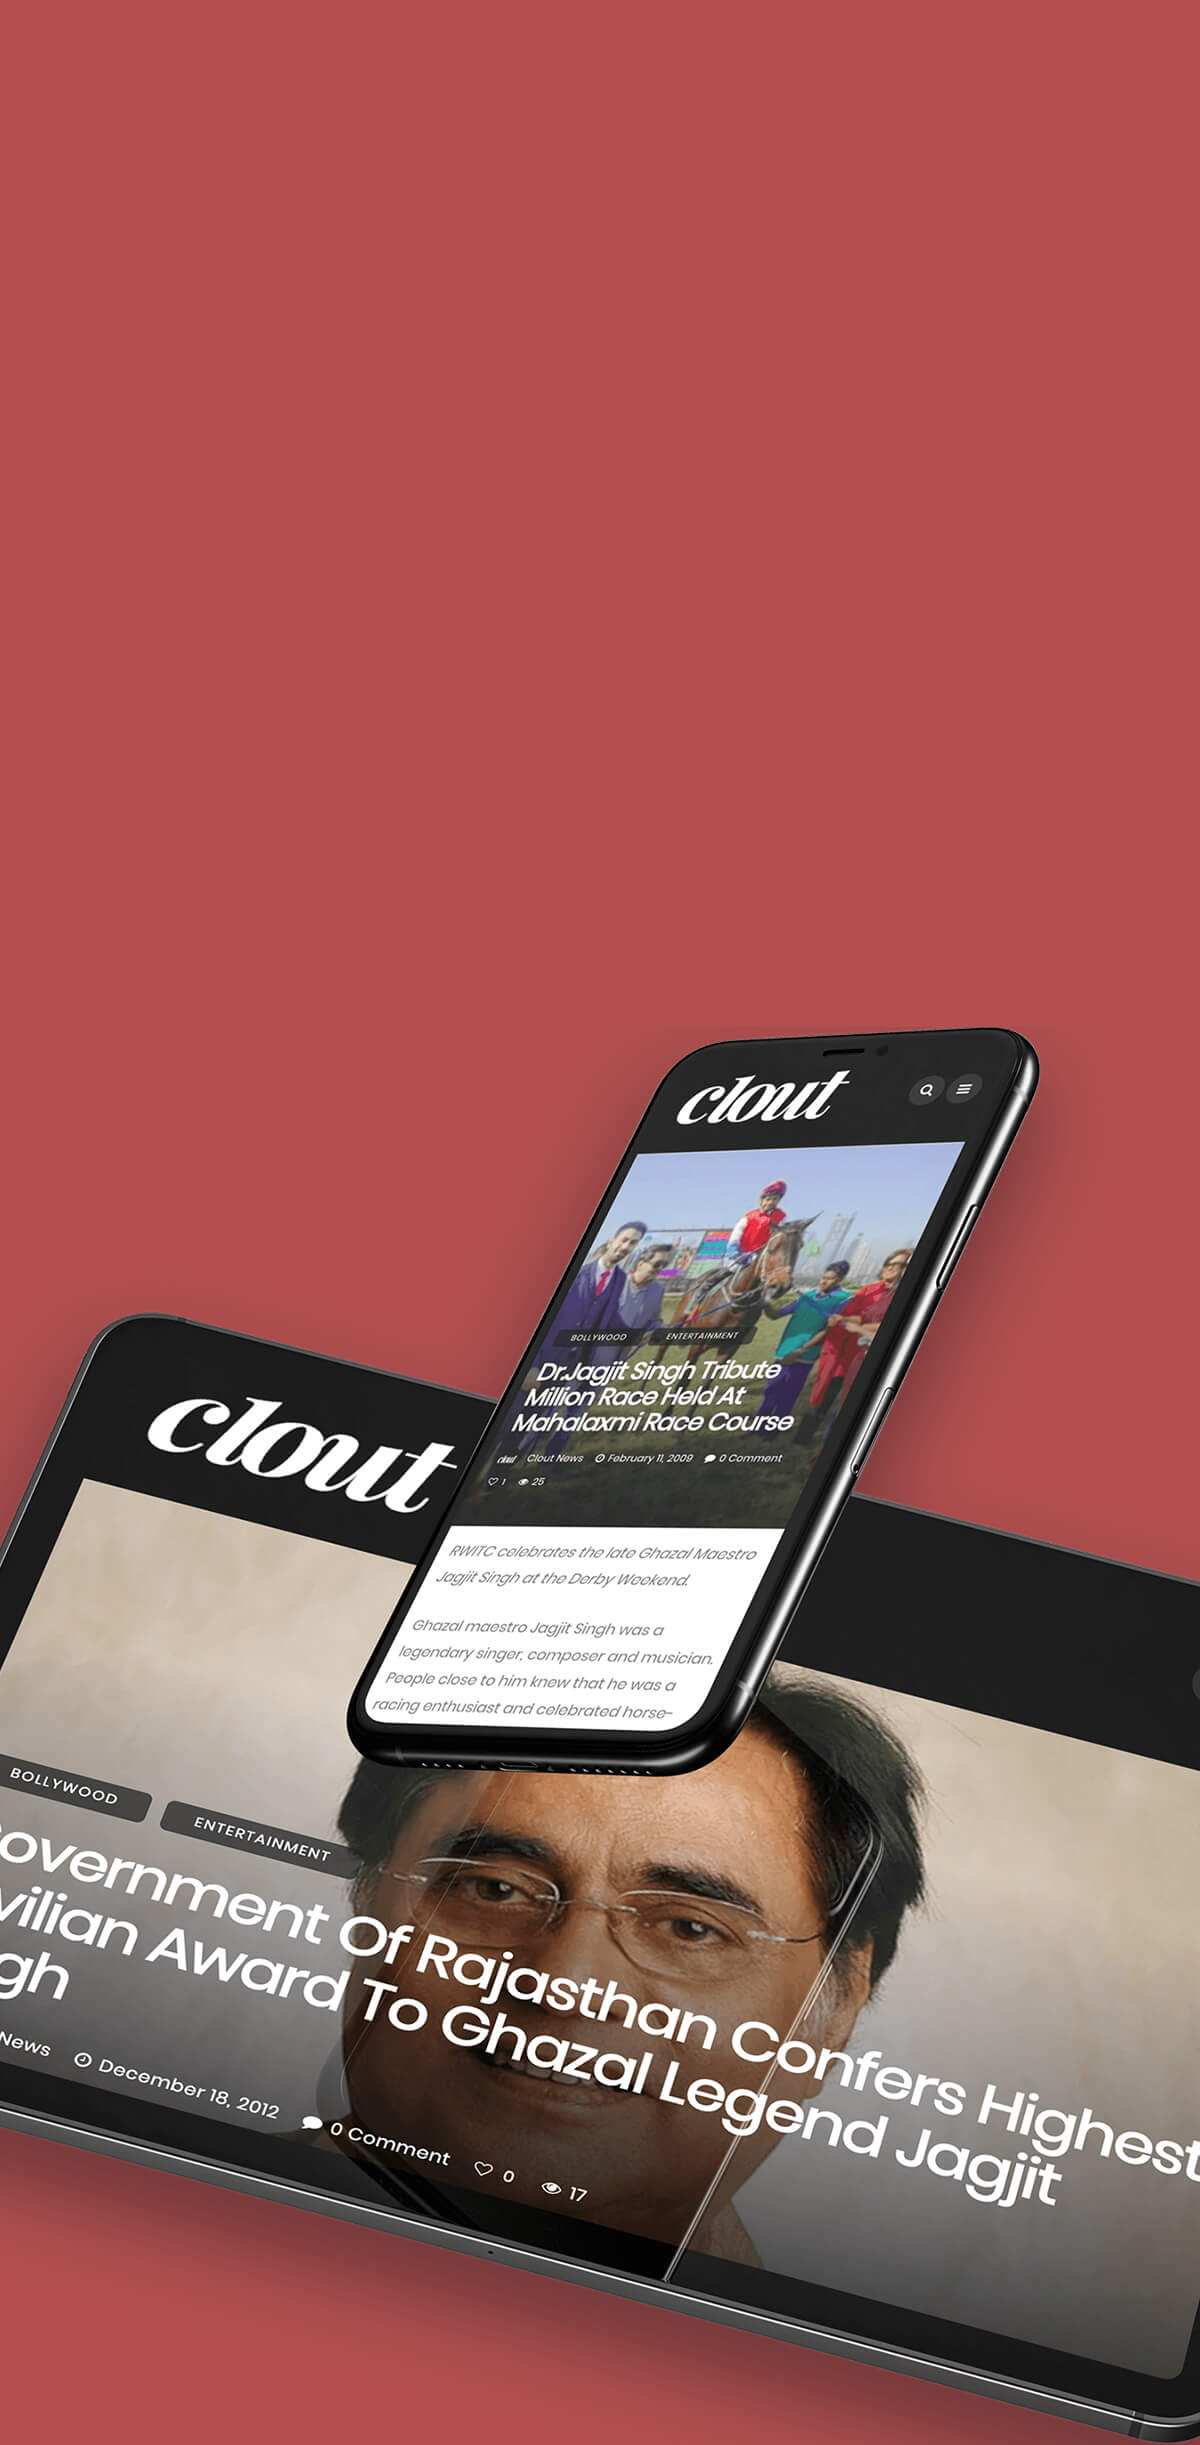 clout
BOLLYWOOD ENTERTAINMENT
Dr.Jagjit Singh Tribute
Million Race Held At
Mahalaxmi Race Course
clout Clout News February 11, 2009 0 Comment
1 25
RWITC celebrates the late Ghazal Maestro
Jagjit Singh at the Derby Weekend.
Ghazal maestro Jagjit Singh was a
legendary singer, composer and musician.
People close to him knew that he was a
racing enthusiast and celebrated horse-
clout
BOLLYWOOD ENTERTAINMENT
overnment Of Rajasthan Confers Highest
vilian Award To Ghazal Legend Jagjit
gh
News December 18, 2012 0 Comment 0 17